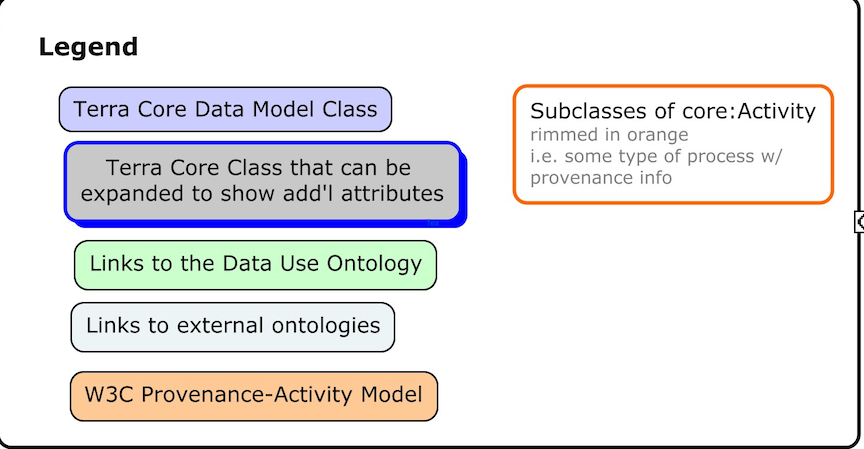 Legend
Terra Core Data Model Class
Terra Core Class that can be
expanded to show add'l attributes
Links to the Data Use Ontology
Links to external ontologies
W3C Provenance-Activity Model
Subclasses of core:Activity
rimmed in orange
i.e. some type of process w/
provenance info